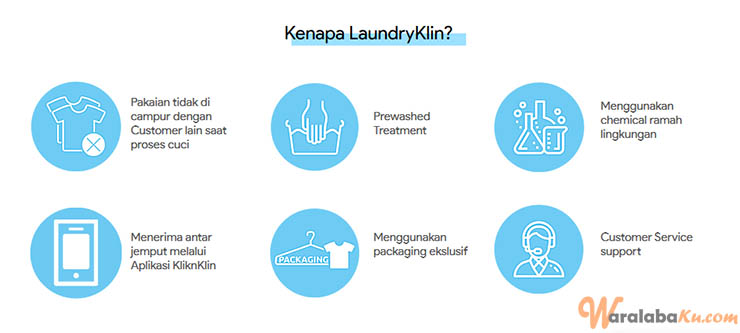 Kenapa LaundryKlin?
Pakaian tidak di
campur dengan
Customer lain saat
proses cuci
Prewashed
Treatment
Menggunakan
chemical ramah
lingkungan
Menerima antar
jemput melalui
Aplikasi KliknKlin
PACKAGING
Menggunakan
packaging ekslusif
Customer Service
support
WaralabaKu.com